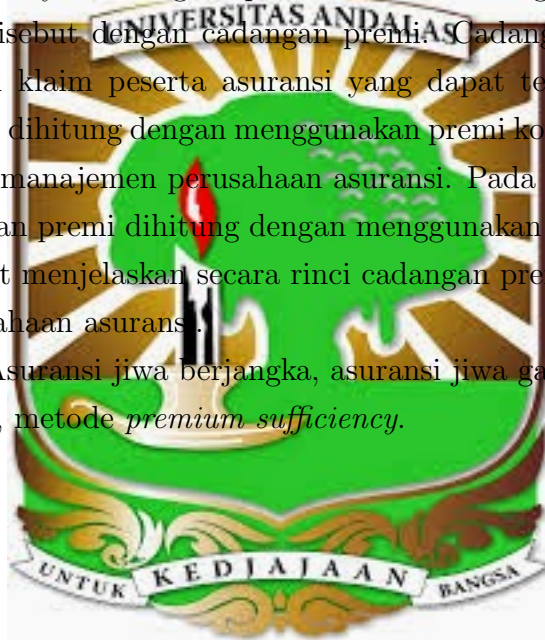 UNIVERSITAS ANDALAS
isebut dengan cadangan premi. Cadang
klaim peserta asuransi yang dapat te
dihitung dengan menggunakan premi ko
manajemen perusahaan asuransi. Pada
an premi dihitung dengan menggunakan
t menjelaskan secara rinci cadangan pre
ahaan asuransi.
Asuransi jiwa berjangka, asuransi jiwa ga
, metode premium sufficiency.
UNTUK KEDJAJAAN BANGSA